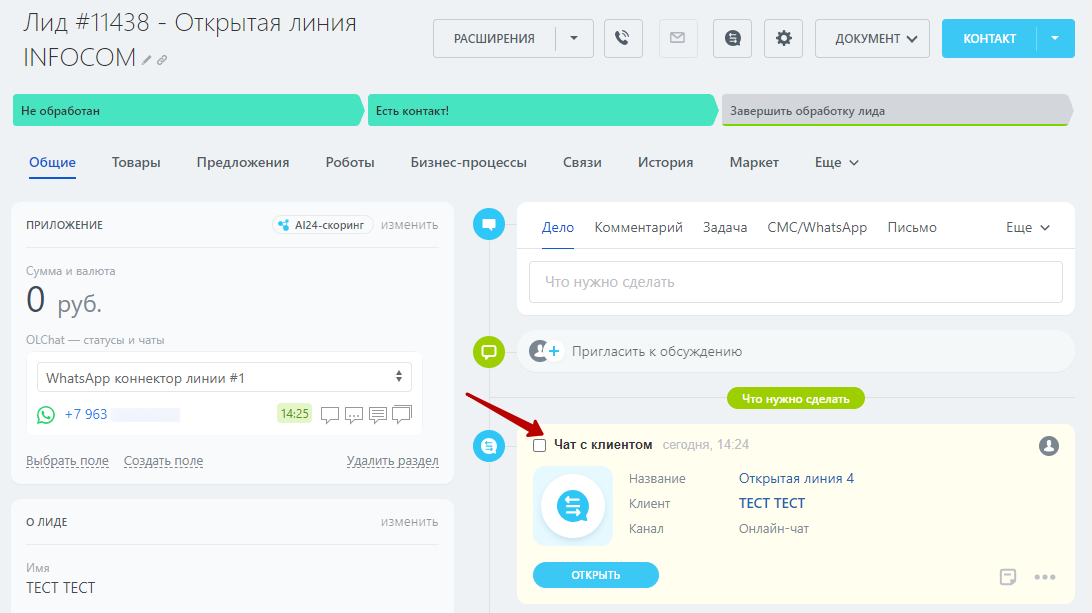 Лид #11438 - Открытая линия
INFOCOM
РАСШИРЕНИЯ
ДОКУМЕНТ
КОНТАКТ
Не обработан
Есть контакт!
Завершить обработку лида
Общие
Товары
Предложения
Роботы
Бизнес-процессы
Связи
История
Маркет
Еще
ПРИЛОЖЕНИЕ
AI24-скоринг
изменить
Сумма и валюта
0 руб.
OLChat — статусы и чаты
WhatsApp коннектор линии #1
+7 963
14:25
Выбрать поле
Создать поле
Удалить раздел
О ЛИДЕ
изменить
Имя
ТЕСТ ТЕСТ
Дело
Комментарий
Задача
СМС/WhatsApp
Письмо
Еще
Что нужно сделать
Пригласить к обсуждению
Что нужно сделать
Чат с клиентом сегодня, 14:24
Название Открытая линия 4
Клиент ТЕСТ ТЕСТ
Канал Онлайн-чат
ОТКРЫТЬ